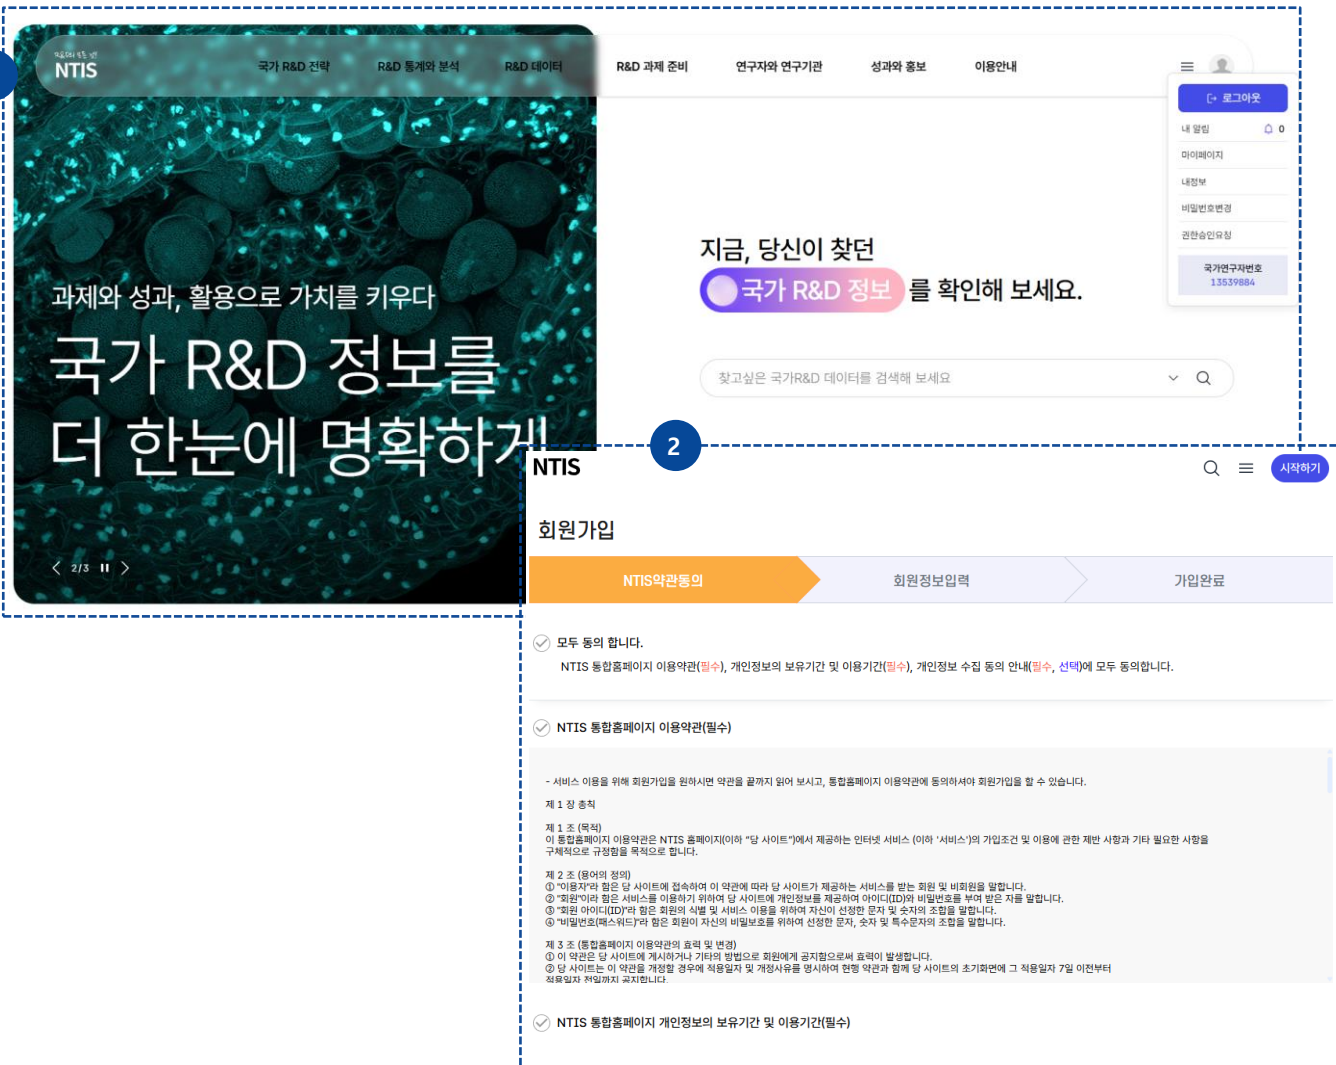 NTIS
국가 R&D 전략
R&D 통계와 분석
R&D 데이터
R&D 과제 준비
연구자와 연구기관
성과와 홍보
이용안내
로그아웃
내 알림 0
마이페이지
내정보
비밀번호변경
권한승인요청
국가연구자번호
13539884
과제와 성과, 활용으로 가치를 키우다
국가 R&D 정보를
더 한눈에 명확하게
2/3
지금, 당신이 찾던
국가 R&D 정보 를 확인해 보세요.
찾고싶은 국가R&D 데이터를 검색해 보세요
2
NTIS
시작하기
회원가입
NTIS약관동의
회원정보입력
가입완료
모두 동의 합니다.
NTIS 통합홈페이지 이용약관(필수), 개인정보의 보유기간 및 이용기간(필수), 개인정보 수집 동의 안내(필수, 선택)에 모두 동의합니다.
NTIS 통합홈페이지 이용약관(필수)
- 서비스 이용을 위해 회원가입을 원하시면 약관을 끝까지 읽어 보시고, 통합홈페이지 이용약관에 동의하셔야 회원가입을 할 수 있습니다.
제 1 장 총칙
제 1 조 (목적)
이 통합홈페이지 이용약관은 NTIS 홈페이지(이하 "당 사이트")에서 제공하는 인터넷 서비스 (이하 '서비스')의 가입조건 및 이용에 관한 제반 사항과 기타 필요한 사항을
구체적으로 규정함을 목적으로 합니다.
제 2 조 (용어의 정의)
① "이용자"라 함은 당 사이트에 접속하여 이 약관에 따라 당 사이트가 제공하는 서비스를 받는 회원 및 비회원을 말합니다.
② "회원"이라 함은 서비스를 이용하기 위하여 당 사이트에 개인정보를 제공하여 아이디(ID)와 비밀번호를 부여 받은 자를 말합니다.
③ "회원 아이디(ID)"라 함은 회원의 식별 및 서비스 이용을 위하여 자신이 선정한 문자 및 숫자의 조합을 말합니다.
④ "비밀번호(패스워드)"라 함은 회원이 자신의 비밀보호를 위하여 선정한 문자, 숫자 및 특수문자의 조합을 말합니다.
제 3 조 (통합홈페이지 이용약관의 효력 및 변경)
① 이 약관은 당 사이트에 게시하거나 기타의 방법으로 회원에게 공지함으로써 효력이 발생합니다.
② 당 사이트는 이 약관을 개정할 경우에 적용일자 및 개정사유를 명시하여 현행 약관과 함께 당 사이트의 초기화면에 그 적용일자 7일 이전부터
적용일자 전일까지 공지합니다.
NTIS 통합홈페이지 개인정보의 보유기간 및 이용기간(필수)